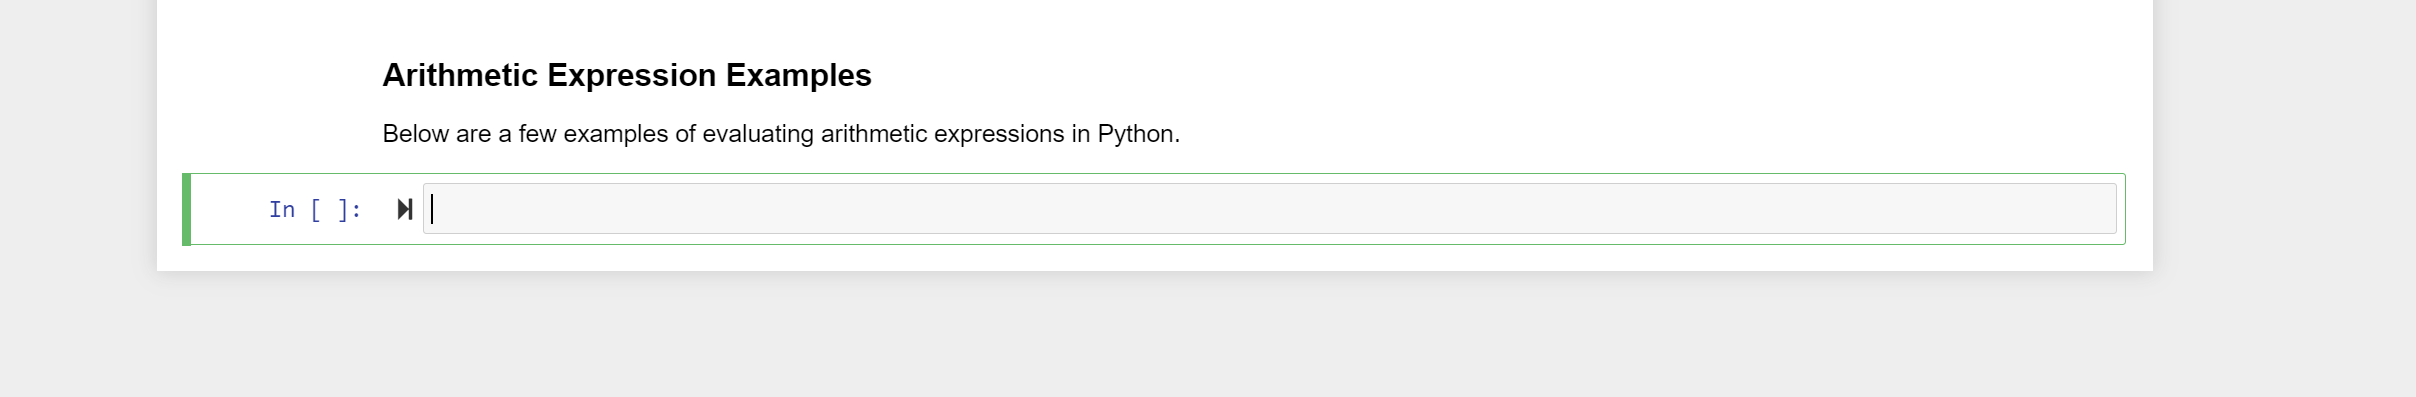 Arithmetic Expression Examples
Below are a few examples of evaluating arithmetic expressions in Python.
In [ ]: